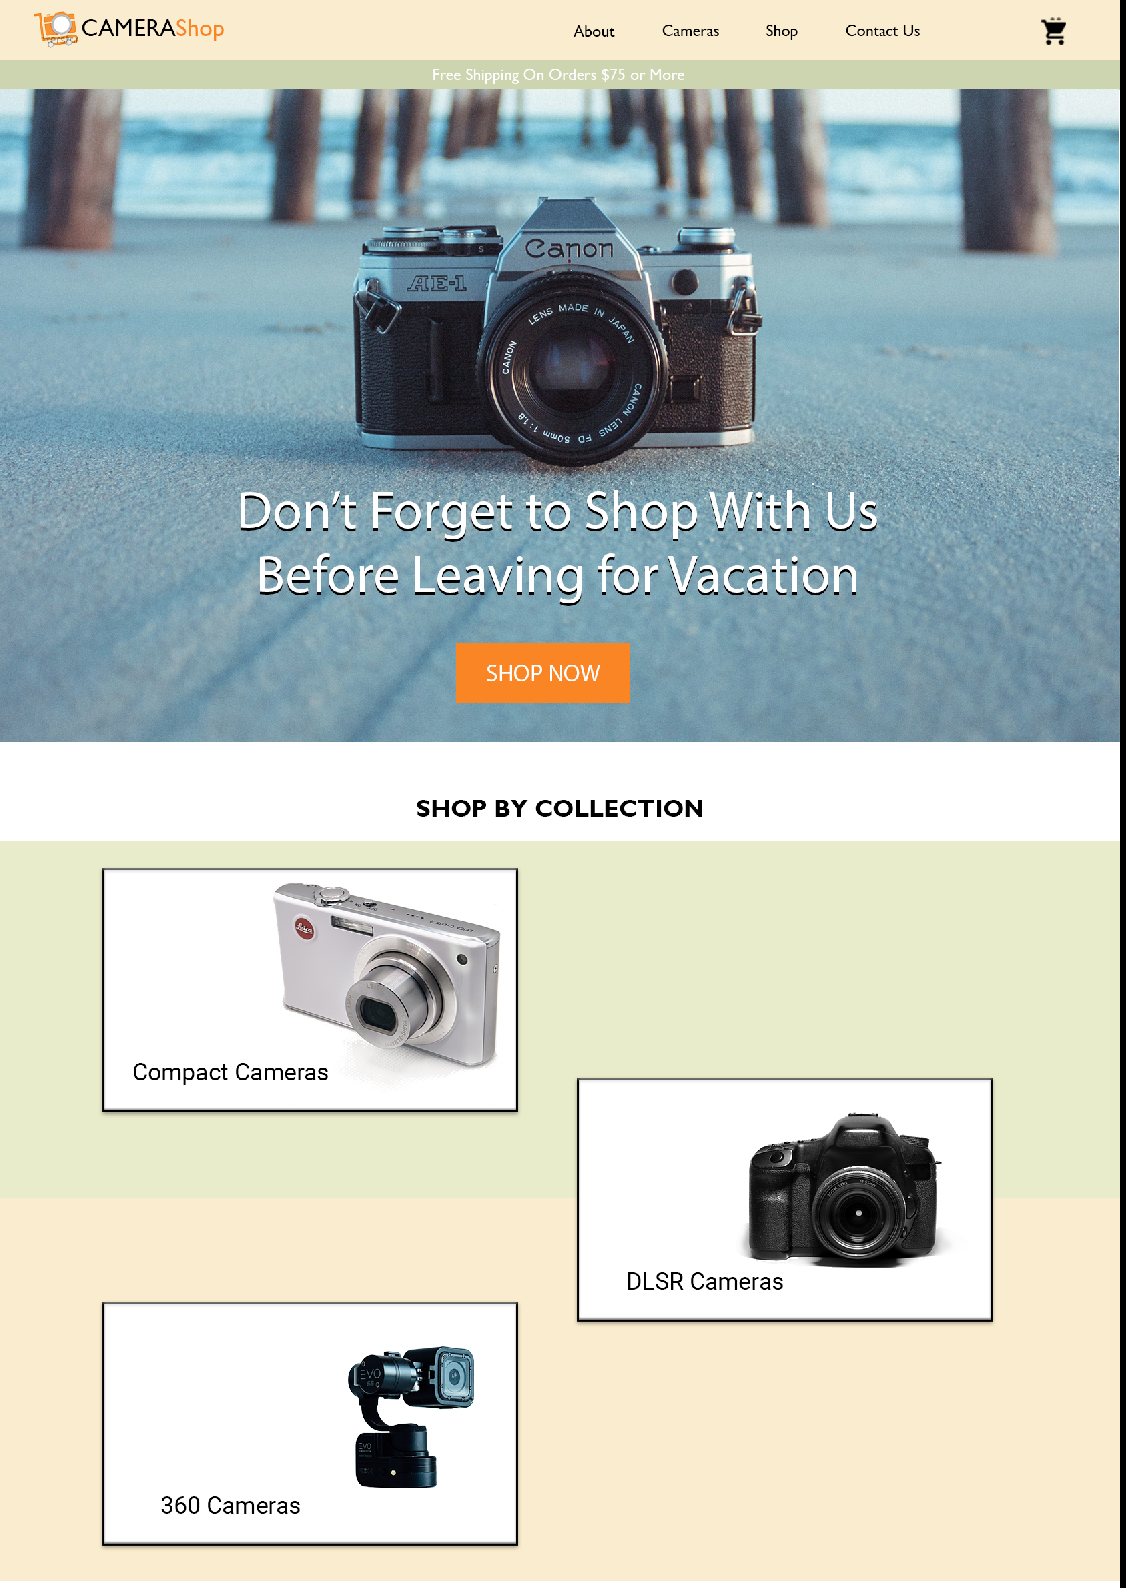 CAMERAShop
About Cameras Shop Contact Us
Free Shipping On Orders $75 or More
Canon
AE-1
LENS MADE IN JAPAN
CANON
CANON LENS FD 50mm 1:1.8
Don't Forget to Shop With Us
Before Leaving for Vacation
SHOP NOW
SHOP BY COLLECTION
Leica
Compact Cameras
DLSR Cameras
EVO
EVO
360 Cameras